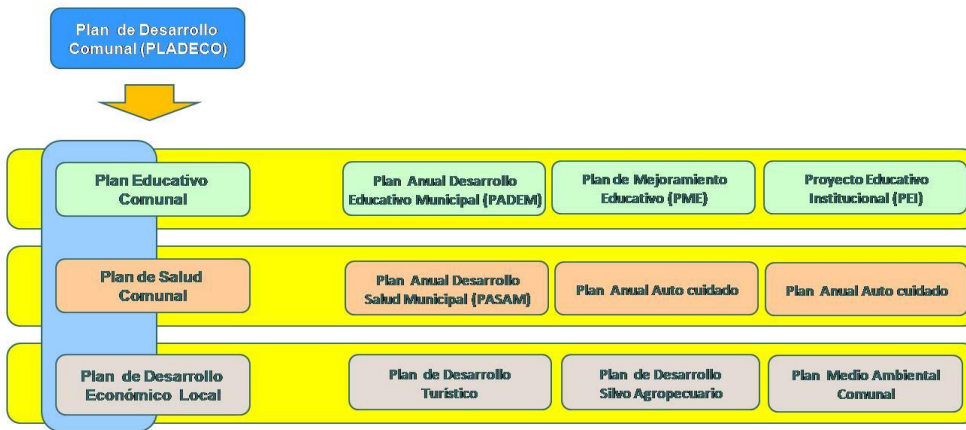 Plan de Desarrollo
Comunal (PLADECO)
Plan Educativo
Comunal
Plan Anual Desarrollo
Educativo Municipal (PADEM)
Plan de Mejoramiento
Educativo (PME)
Proyecto Educativo
Institucional (PEI)
Plan de Salud
Comunal
Plan Anual Desarrollo
Salud Municipal (PASAM)
Plan Anual Auto cuidado
Plan Anual Auto cuidado
Plan de Desarrollo
Económico Local
Plan de Desarrollo
Turístico
Plan de Desarrollo
Silvo Agropecuario
Plan Medio Ambiental
Comunal